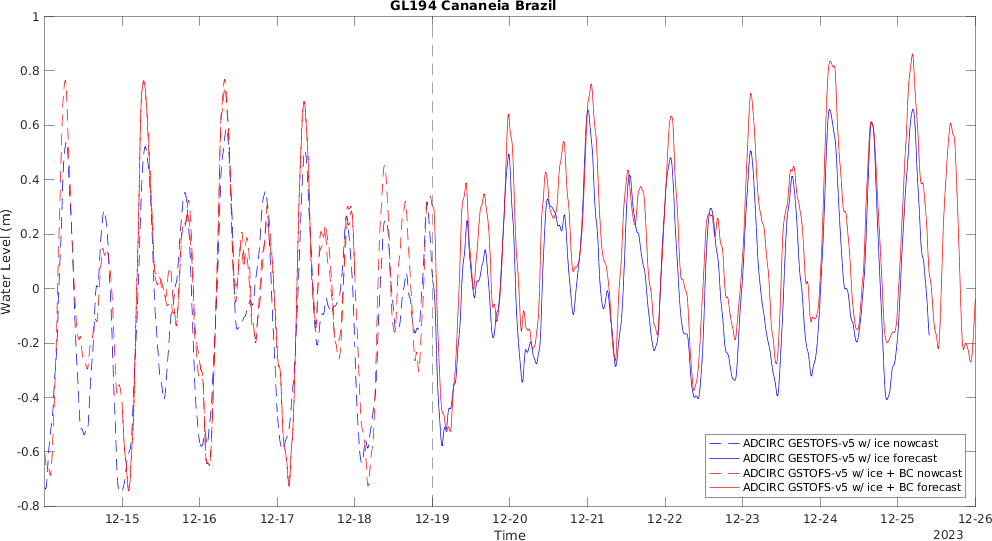 GL194 Cananeia Brazil
1
0.8
0.6
0.4
0.2
0
-0.2
-0.4
-0.6
-0.8
Water Level (m)
12-15 12-16 12-17 12-18 12-19 12-20 12-21 12-22 12-23 12-24 12-25 12-26
Time
2023
ADCIRC GESTOFS-v5 w/ ice nowcast
ADCIRC GESTOFS-v5 w/ ice forecast
ADCIRC GSTOFS-v5 w/ ice + BC nowcast
ADCIRC GSTOFS-v5 w/ ice + BC forecast